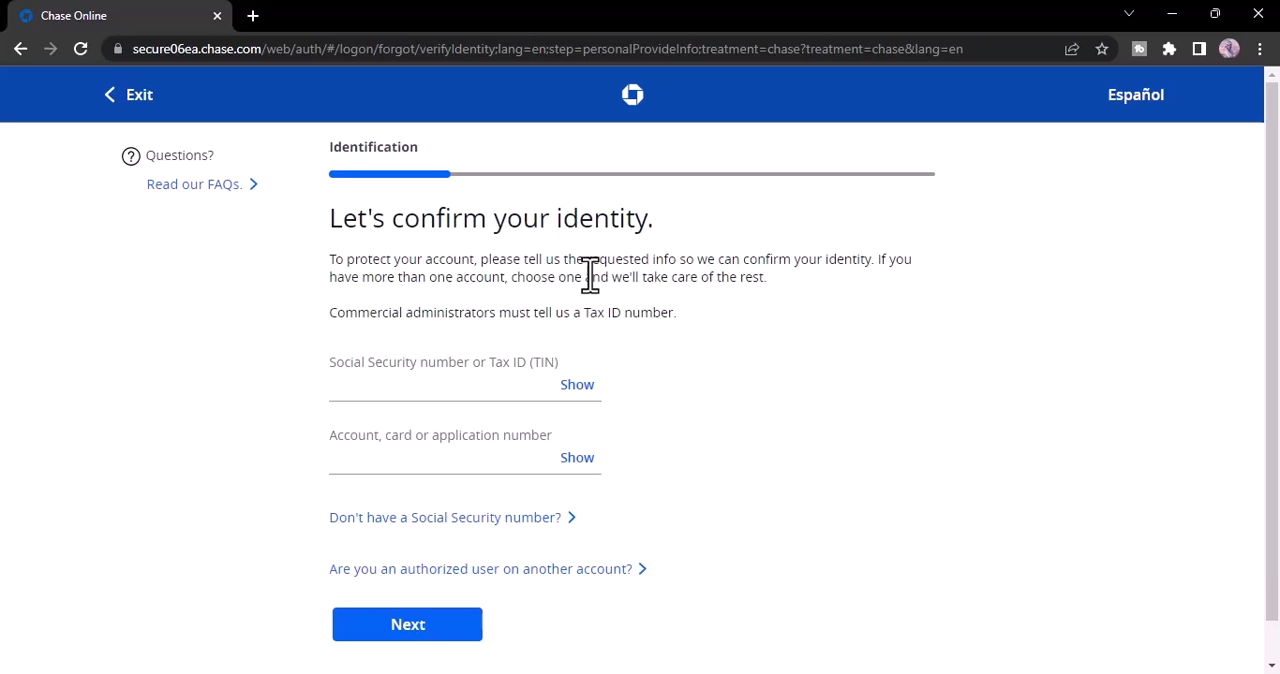 Chase Online
secure06ea.chase.com/web/auth/#/logon/forgot/verifyIdentity;lang=en;step=personalProvideInfo;treatment=chase?treatment=chase&lang=en
Exit
Español
Identification
? Questions?
Read our FAQs.
Let's confirm your identity.
To protect your account, please tell us the requested info so we can confirm your identity. If you
have more than one account, choose one and we'll take care of the rest.
Commercial administrators must tell us a Tax ID number.
Social Security number or Tax ID (TIN)
Show
Account, card or application number
Show
Don't have a Social Security number?
Are you an authorized user on another account?
Next